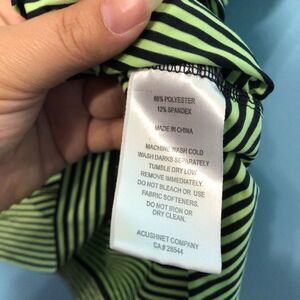 88% POLYESTER
12% SPANDEX
MADE IN CHINA
MACHINE WASH COLD
WASH DARKS SEPARATELY
TUMBLE DRY LOW
REMOVE IMMEDIATELY.
DO NOT BLEACH OR USE
FABRIC SOFTENERS.
DO NOT IRON OR
DRY CLEAN.
ACUSHNET COMPANY
CA# 26544